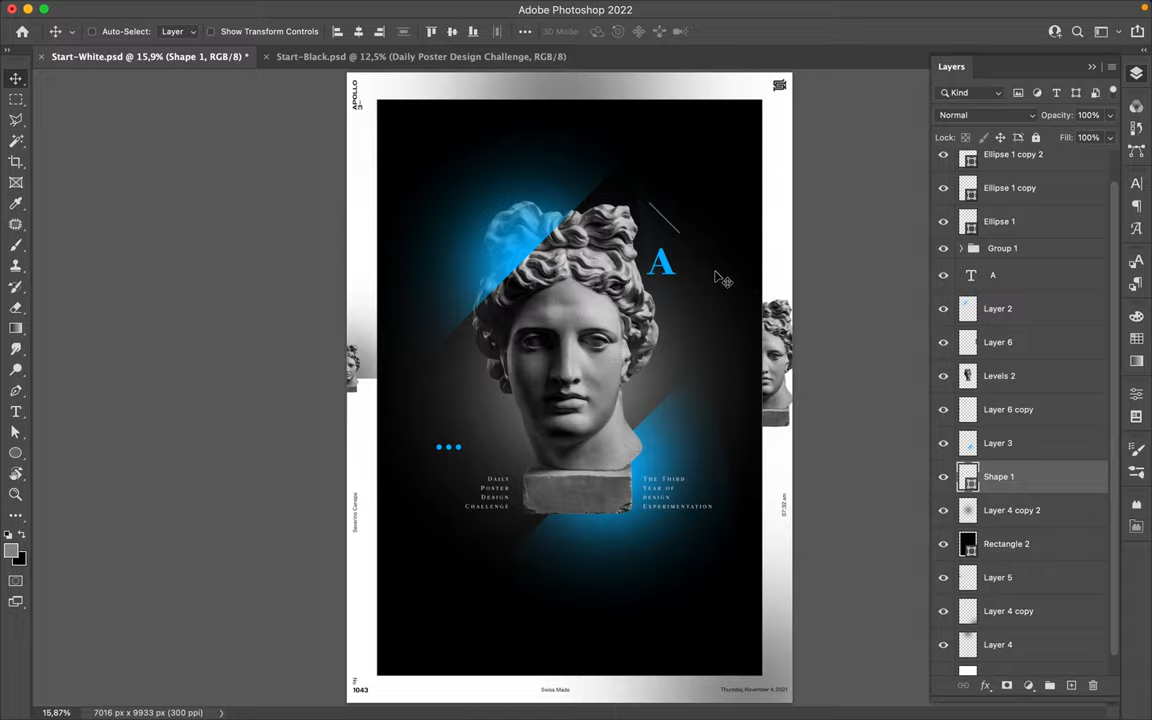 Adobe Photoshop 2022
Auto-Select: Layer Show Transform Controls 3D Mode:
Start-White.psd @ 15,9% (Shape 1, RGB/8) * Start-Black.psd @ 12,5% (Daily Poster Design Challenge, RGB/8)
Layers
Kind
Normal Opacity: 100%
Lock: Fill: 100%
Ellipse 1 copy 2
Ellipse 1 copy
Ellipse 1
Group 1
A
Layer 2
Layer 6
Levels 2
Layer 6 copy
Layer 3
Shape 1
Layer 4 copy 2
Rectangle 2
Layer 5
Layer 4 copy
Layer 4
APOLLO
A
Daily
Poster
Design
Challenge
The Third
Year of
design
Experimentation
Severino Canepa
07:32 am
1043
Swiss Made
Thursday, November 4, 2021
15,87% 7016 px x 9933 px (300 ppi)